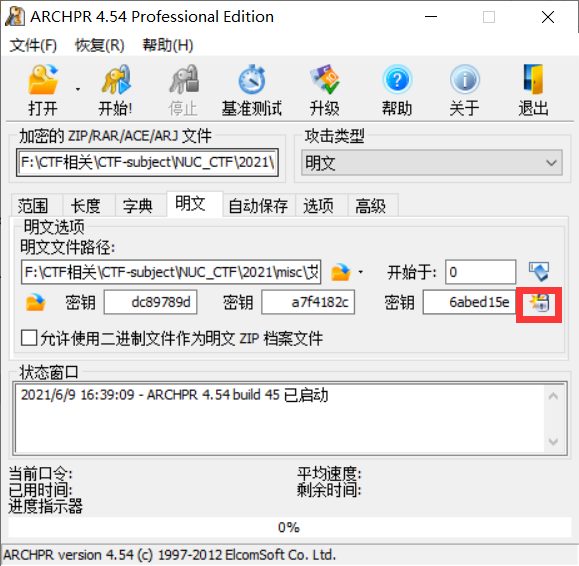 ARCHPR 4.54 Professional Edition
文件(F) 恢复(R) 帮助(H)
打开 开始! 停止 基准测试 升级 帮助 关于 退出
加密的 ZIP/RAR/ACE/ARJ 文件 攻击类型
F:\CTF相关\CTF-subject\NUC_CTF\2021\ 明文
范围 长度 字典 明文 自动保存 选项 高级
明文选项
明文文件路径:
F:\CTF相关\CTF-subject\NUC_CTF\2021\misc\艾 开始于: 0
密钥 dc89789d 密钥 a7f4182c 密钥 6abed15e
允许使用二进制文件作为明文 ZIP 档案文件
状态窗口
2021/6/9 16:39:09 - ARCHPR 4.54 build 45 已启动
当前口令: 平均速度:
已用时间: 剩余时间:
进度指示器
0%
ARCHPR version 4.54 (c) 1997-2012 ElcomSoft Co. Ltd.